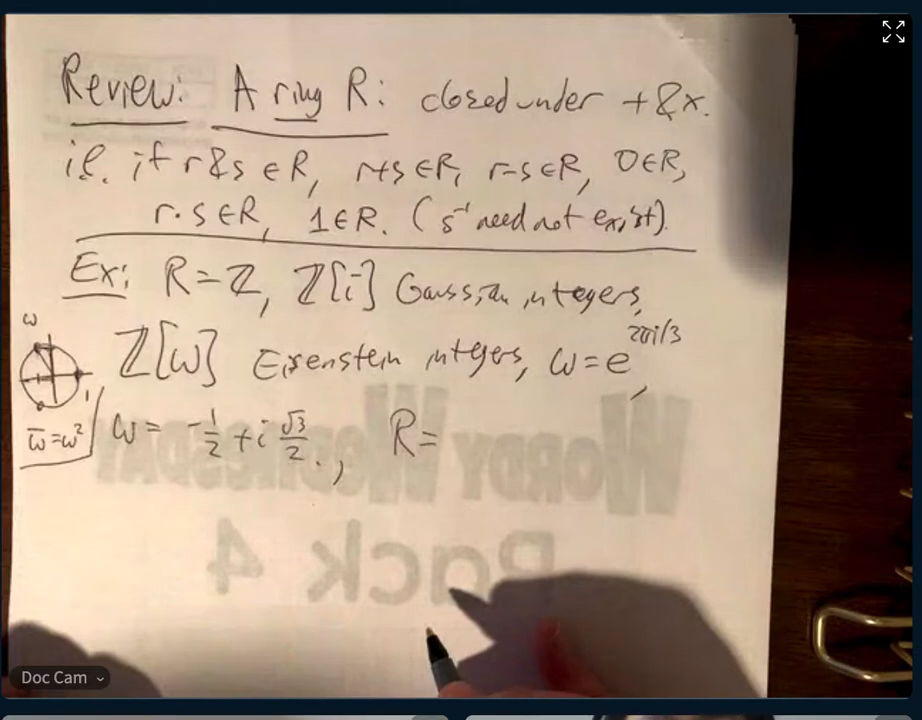 Review: A ring R: closed under + & x.
i.e. if r & s ∈ R, r+s ∈ R, r-s ∈ R, 0 ∈ R,
r·s ∈ R, 1 ∈ R. (s⁻¹ need not exist).
Ex: R = ℤ, ℤ[i] Gaussian integers,
ω
1
ℤ[ω] Eisenstein integers, ω = e^{2πi/3},
ω̄ = ω²
ω = -1/2 + i √3/2., R =
WORDY WEDNESDAY
Pack 4
Doc Cam